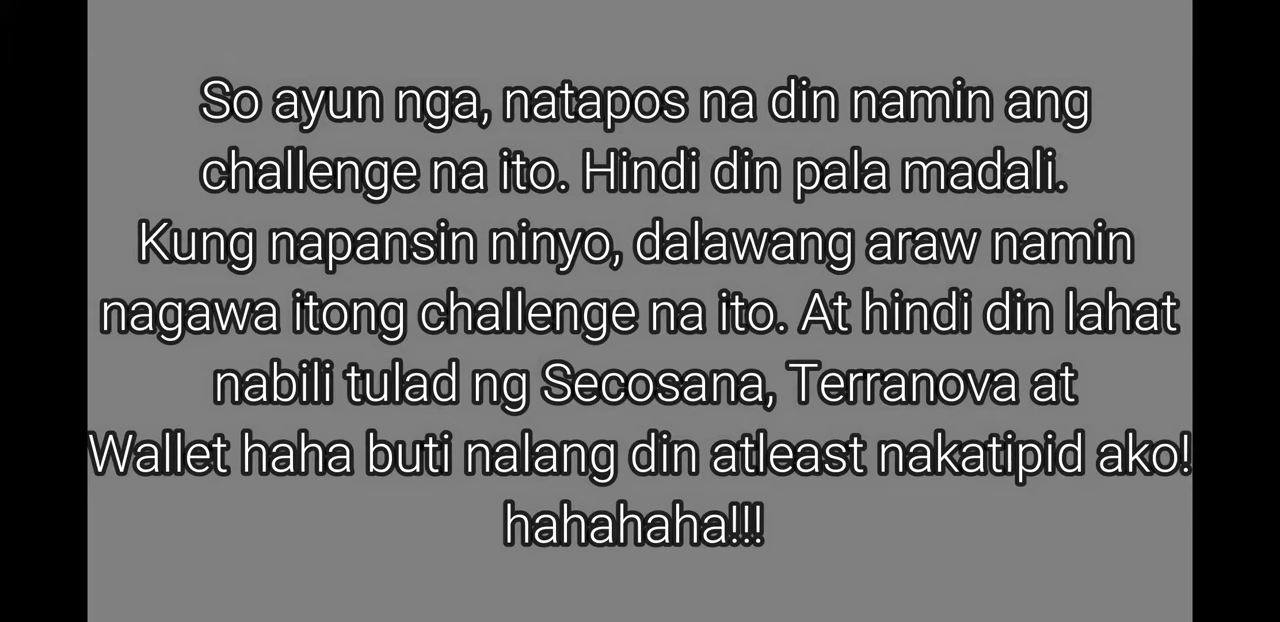 So ayun nga, natapos na din namin ang
challenge na ito. Hindi din pala madali.
Kung napansin ninyo, dalawang araw namin
nagawa itong challenge na ito. At hindi din lahat
nabili tulad ng Secosana, Terranova at
Wallet haha buti nalang din atleast nakatipid ako!
hahahaha!!!